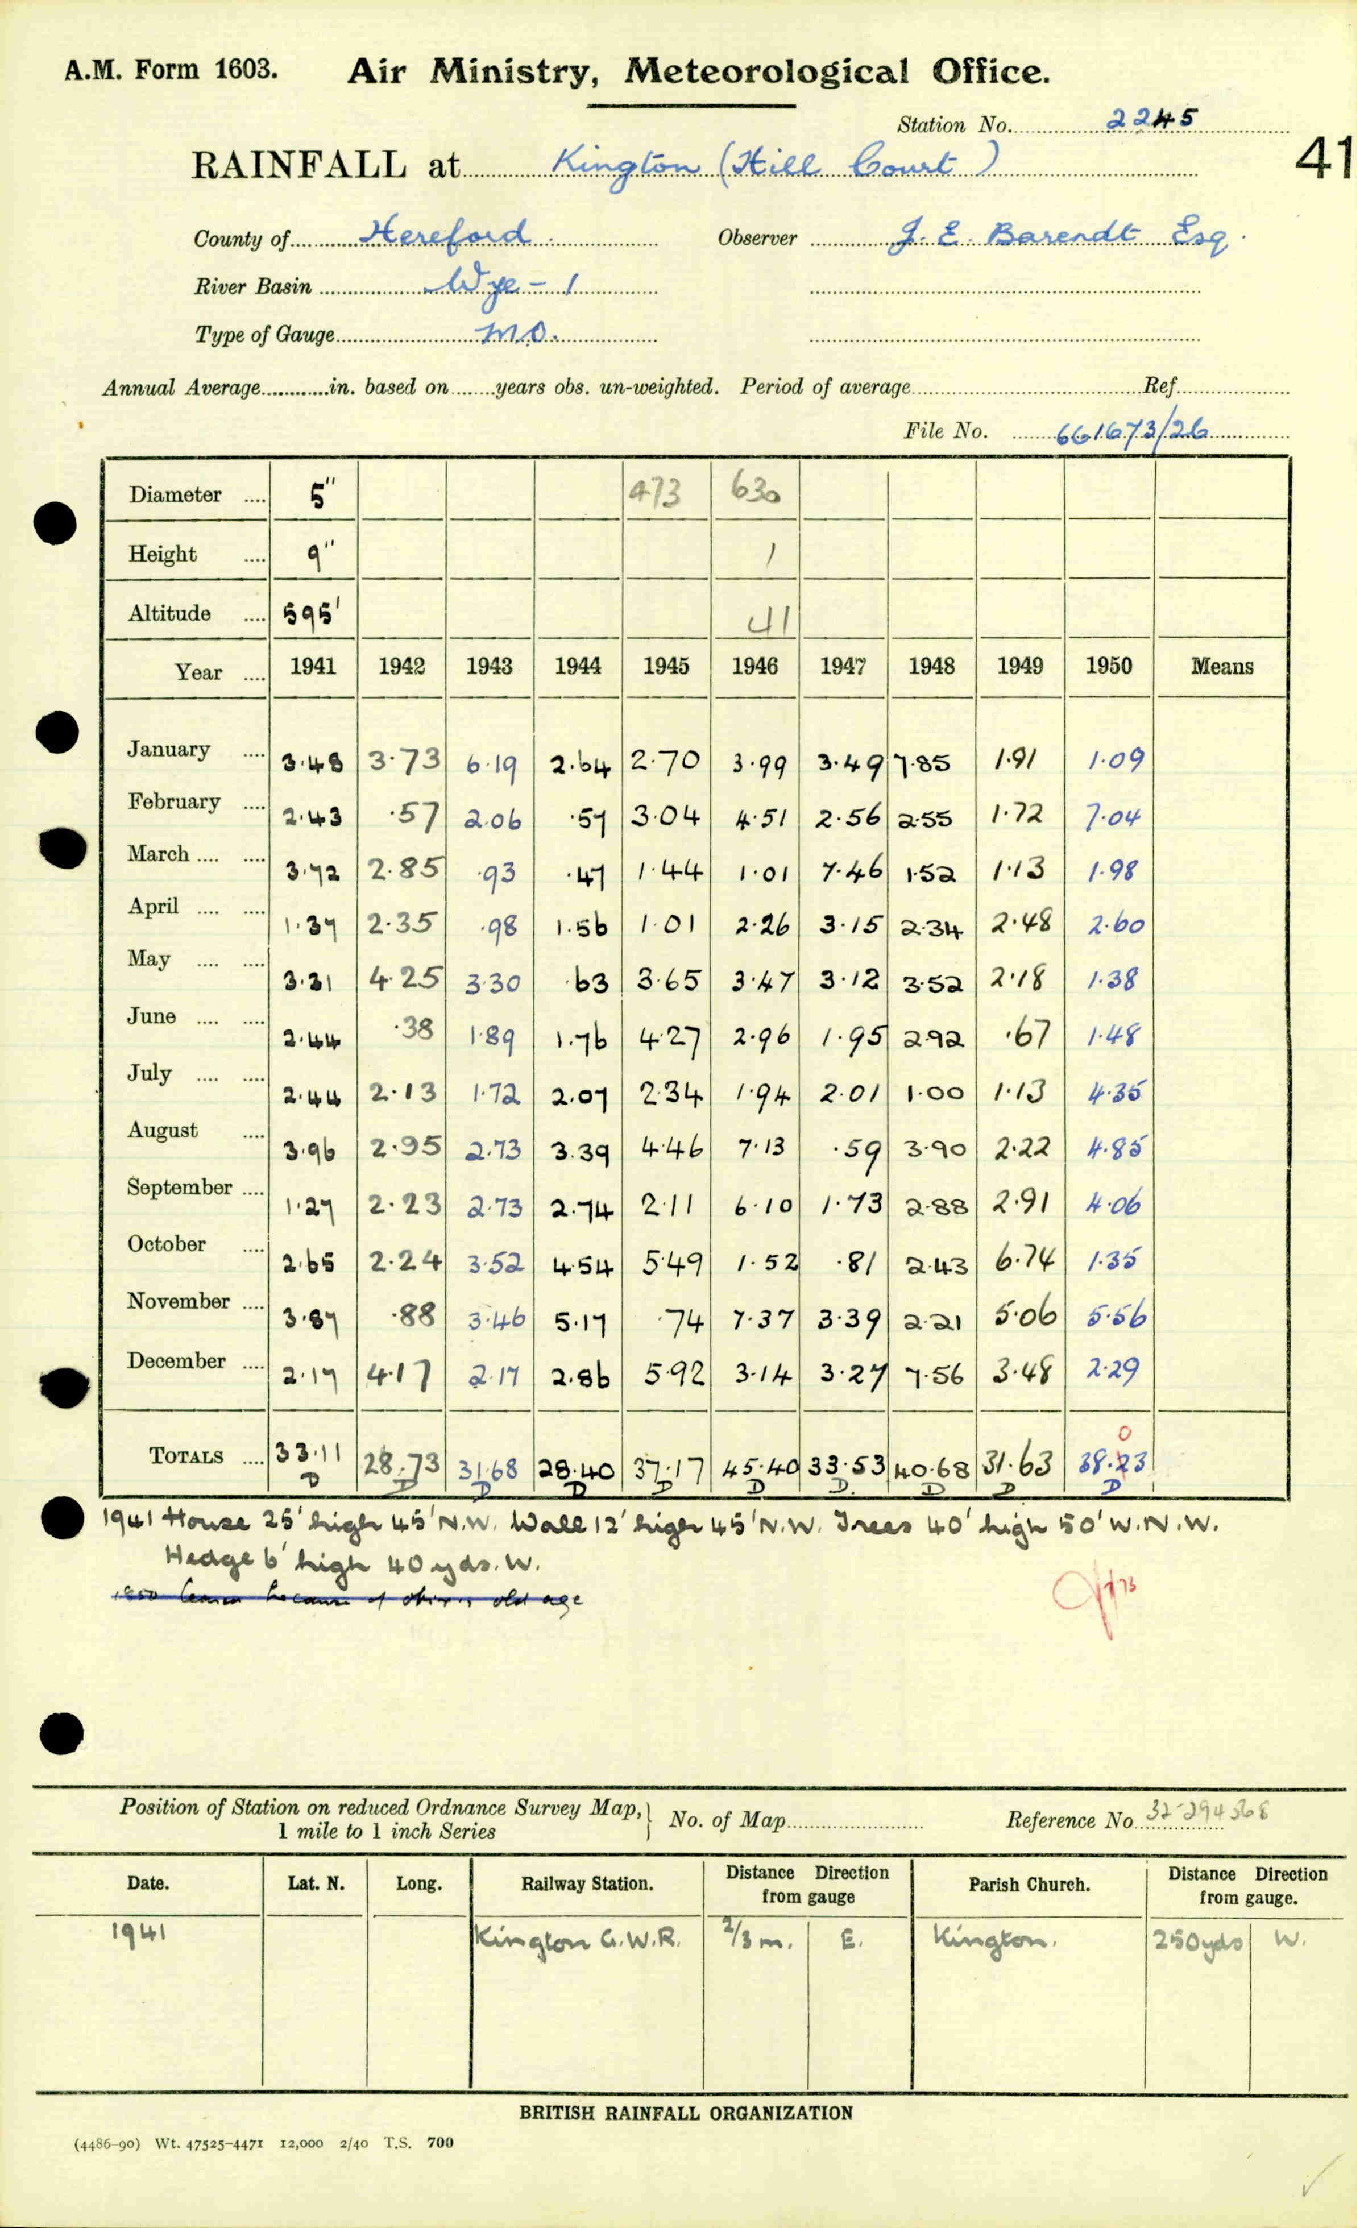 A.M. Form 1603. Air Ministry, Meteorological Office.
Station No. 2245
41
RAINFALL at Kington (Hill Court)
County of Hereford Observer J. E. Barendt Esq.
River Basin Wye - 1
Type of Gauge M.O.
Annual Average in. based on years obs. un-weighted. Period of average Ref.
File No. 661673/26
Diameter 5" 473 630
Height 9" 1
Altitude 595' 41
Year 1941 1942 1943 1944 1945 1946 1947 1948 1949 1950 Means
January 3.48 3.73 6.19 2.64 2.70 3.99 3.49 7.85 1.91 1.09
February 2.43 .57 2.06 .57 3.04 4.51 2.56 2.55 1.72 7.04
March 3.72 2.85 .93 .47 1.44 1.01 7.46 1.52 1.13 1.98
April 1.37 2.35 .98 1.56 1.01 2.26 3.15 2.34 2.48 2.60
May 3.31 4.25 3.30 .63 3.65 3.47 3.12 3.52 2.18 1.38
June 2.44 .38 1.89 1.76 4.27 2.96 1.95 2.92 .67 1.48
July 2.44 2.13 1.72 2.07 2.34 1.94 2.01 1.00 1.13 4.35
August 3.96 2.95 2.73 3.39 4.46 7.13 .59 3.90 2.22 4.85
September 1.27 2.23 2.73 2.74 2.11 6.10 1.73 2.88 2.91 4.06
October 2.65 2.24 3.52 4.54 5.49 1.52 .81 2.43 6.74 1.35
November 3.87 .88 3.46 5.17 .74 7.37 3.39 2.21 5.06 5.56
December 2.17 4.17 2.17 2.86 5.92 3.14 3.27 7.56 3.48 2.29
0
TOTALS 33.11 28.73 31.68 28.40 37.17 45.40 33.53 40.68 31.63 38.23
D D D D D D D. D D D
1941 House 25' high 45' N.W. Wall 12' high 45' N.W. Trees 40' high 50' W.N.W.
Hedge 6' high 40 yds. W.
because of old age
Position of Station on reduced Ordnance Survey Map, 1 mile to 1 inch Series No. of Map Reference No. 32-294568
Date. Lat. N. Long. Railway Station. Distance Direction from gauge Parish Church. Distance Direction from gauge.
1941 Kington G.W.R. 2/3 m. E. Kington. 250 yds W.
BRITISH RAINFALL ORGANIZATION
(4486-90) Wt. 47525-4471 12,000 2/40 T.S. 700